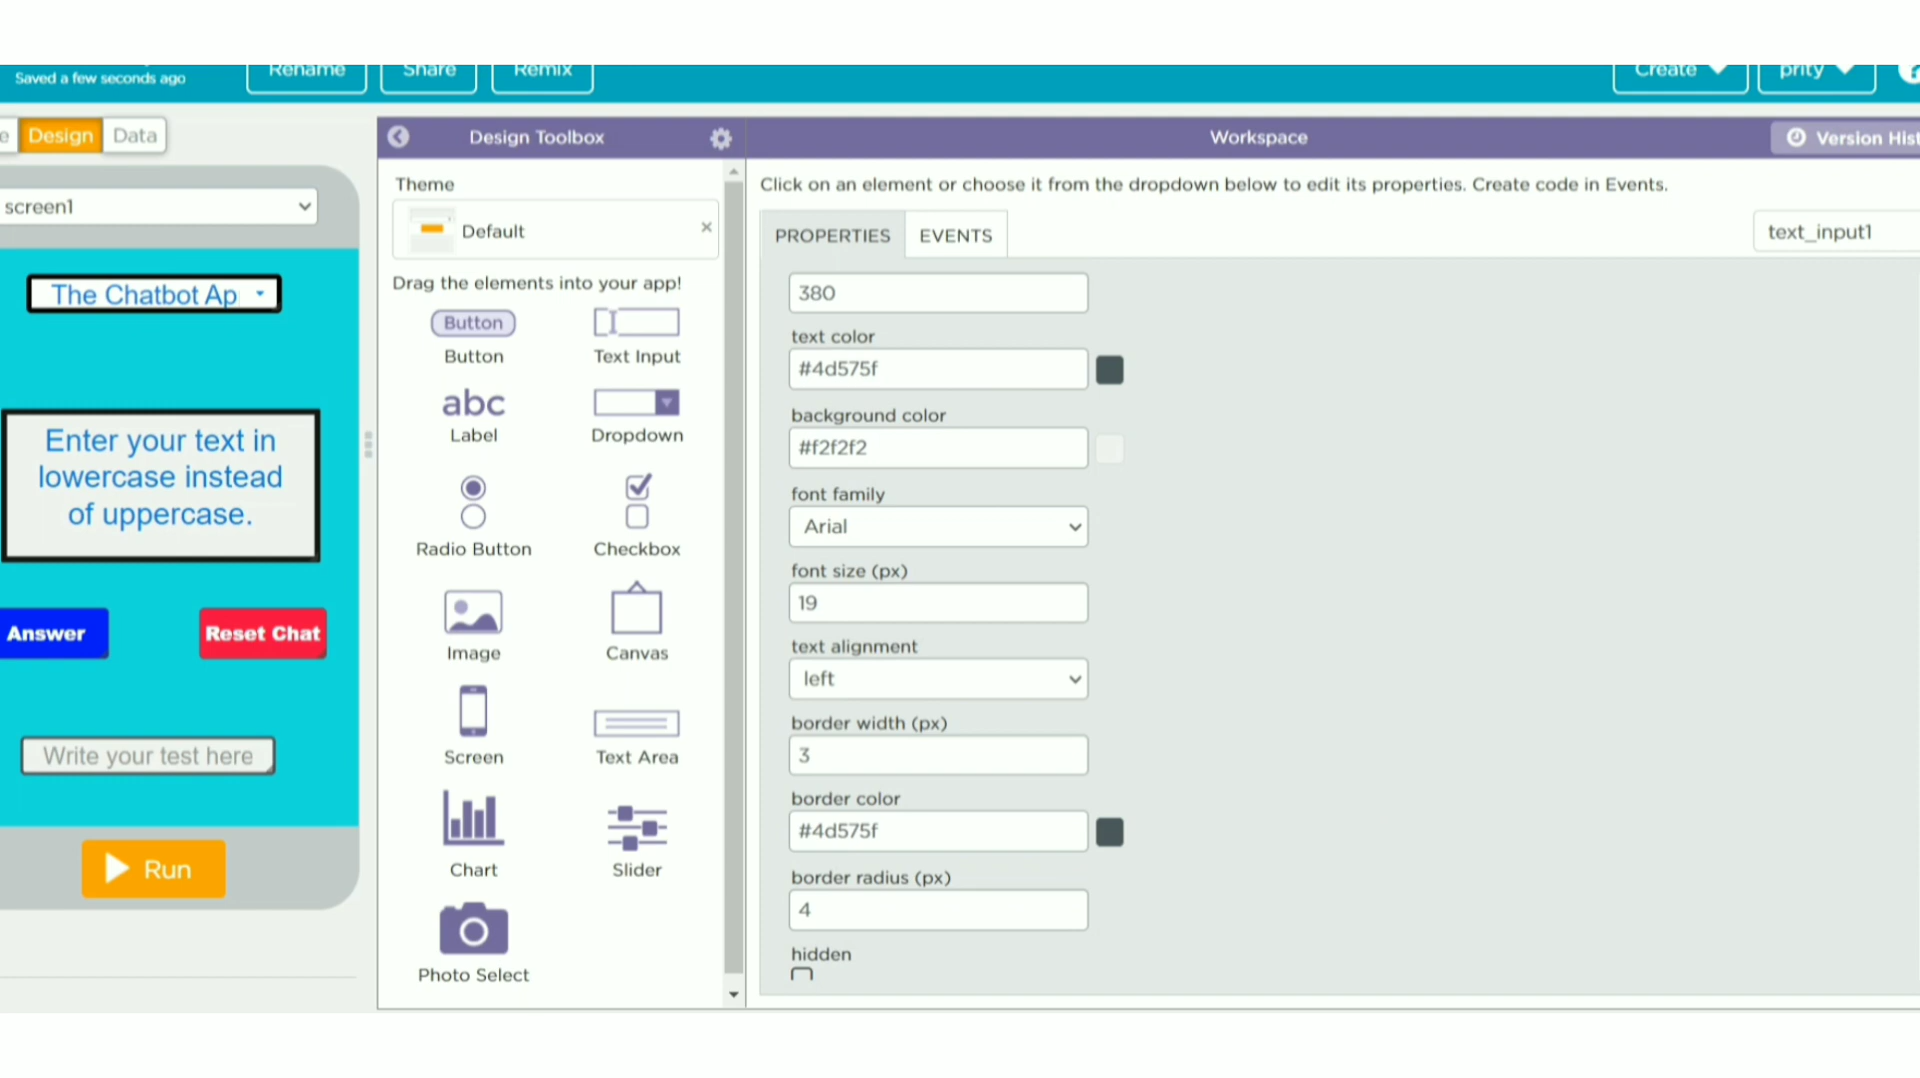 Saved a few seconds ago
Rename
Share
Remix
Create
prity
e
Design
Data
Design Toolbox
Workspace
Version Hist
screen1
Theme
Default
Click on an element or choose it from the dropdown below to edit its properties. Create code in Events.
PROPERTIES
EVENTS
text_input1
The Chatbot Ap
Enter your text in
lowercase instead
of uppercase.
Answer
Reset Chat
Write your test here
Run
Drag the elements into your app!
Button
Button
Text Input
abc
Label
Dropdown
Radio Button
Checkbox
Image
Canvas
Screen
Text Area
Chart
Slider
Photo Select
380
text color
#4d575f
background color
#f2f2f2
font family
Arial
font size (px)
19
text alignment
left
border width (px)
3
border color
#4d575f
border radius (px)
4
hidden